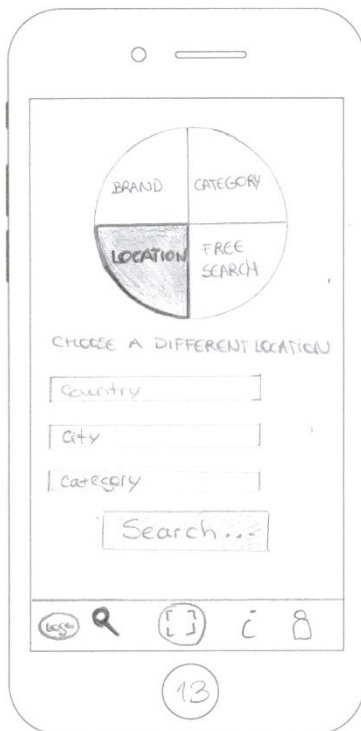 BRAND
CATEGORY
LOCATION
FREE
SEARCH
CHOOSE A DIFFERENT LOCATION
Country
City
Category
Search...
Logo
i
13